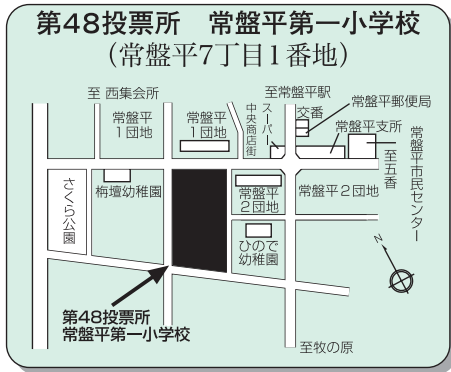 第48投票所　常盤平第一小学校
(常盤平7丁目1番地)
至 西集会所
至常盤平駅
常盤平
1団地
常盤平
1団地
中央商店街
スーパー
交番
常盤平郵便局
常盤平支所
至五香
常盤平市民センター
さくら公園
栴壇幼稚園
常盤平
2団地
常盤平2団地
ひので
幼稚園
N
第48投票所
常盤平第一小学校
至牧の原